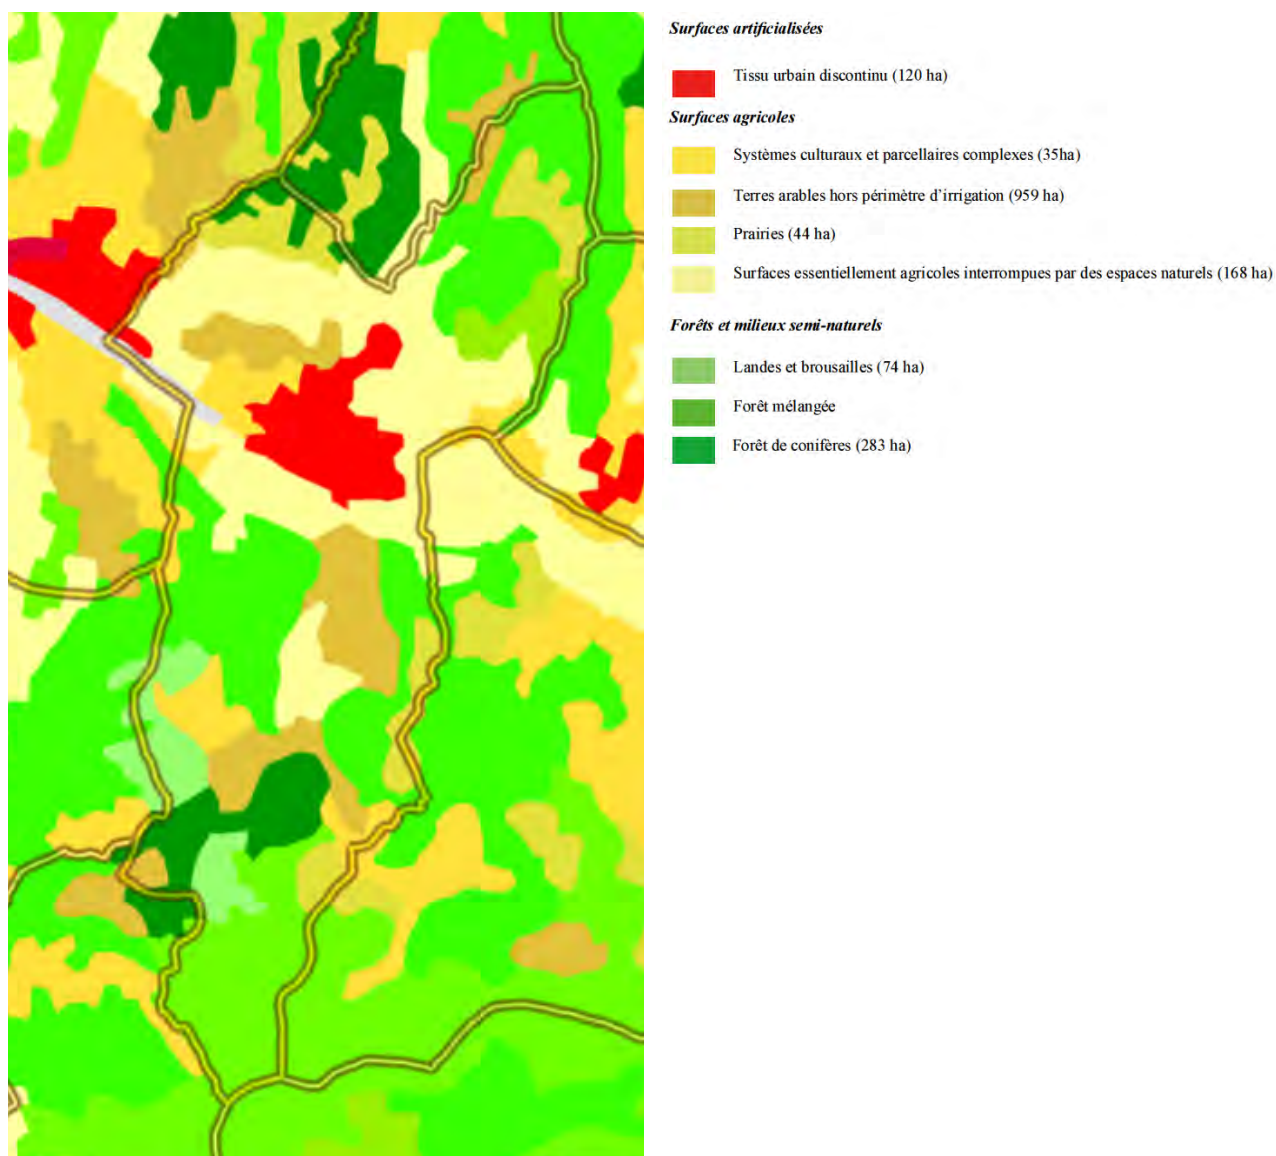 Surfaces artificialisées
Tissu urbain discontinu (120 ha)
Surfaces agricoles
Systèmes culturaux et parcellaires complexes (35ha)
Terres arables hors périmètre d'irrigation (959 ha)
Prairies (44 ha)
Surfaces essentiellement agricoles interrompues par des espaces naturels (168 ha)
Forêts et milieux semi-naturels
Landes et brousailles (74 ha)
Forêt mélangée
Forêt de conifères (283 ha)